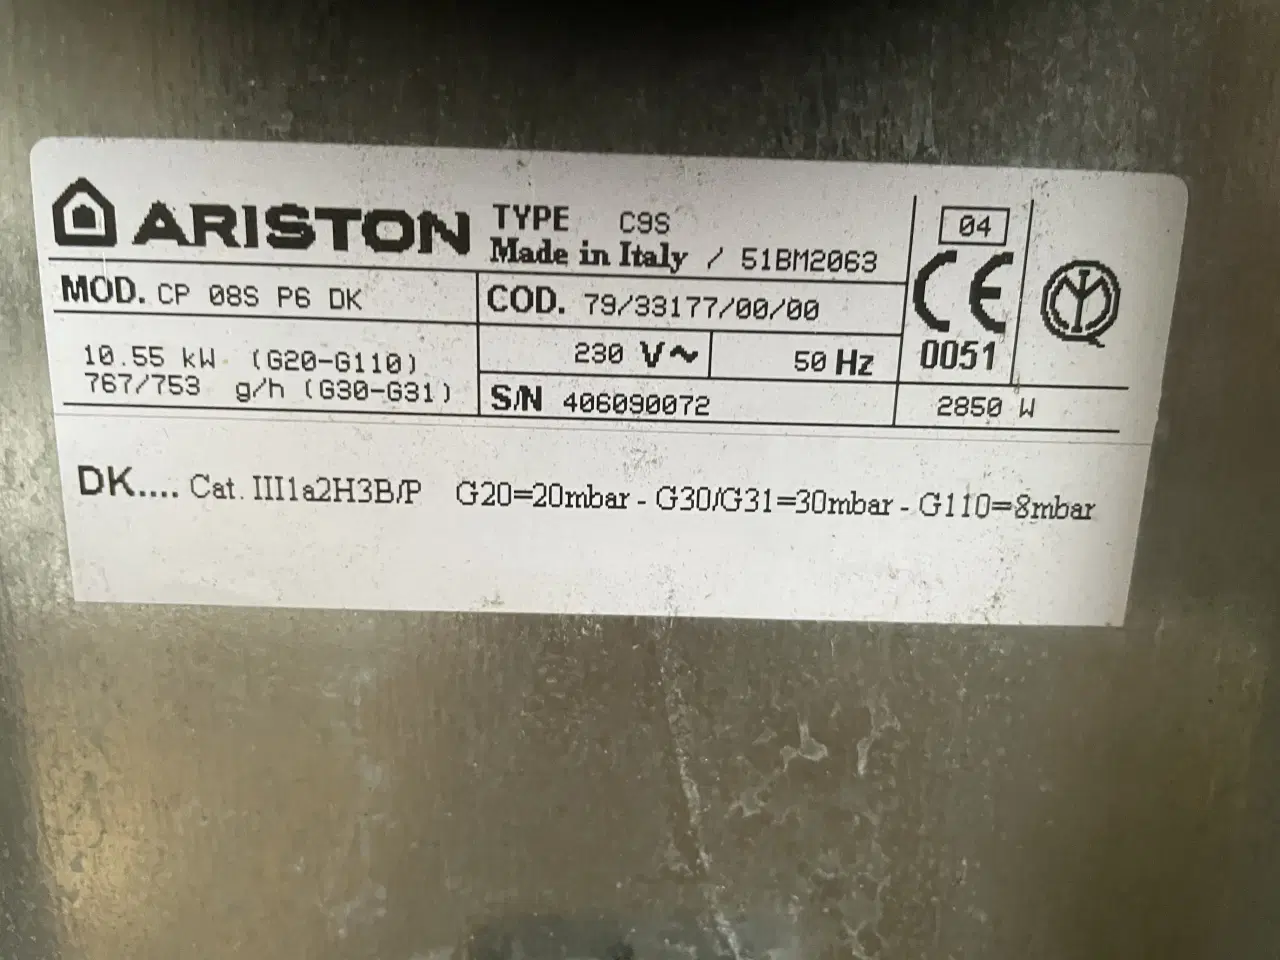 ARISTON
TYPE C9S
Made in Italy / 51BM2063
04
CE
0051
MOD. CP 08S P6 DK
COD. 79/33177/00/00
10.55 kW (G20-G110)
767/753 g/h (G30-G31)
230 V~
50 Hz
S/N 406090072
2850 W
DK.... Cat. III1a2H3B/P G20=20mbar - G30/G31=30mbar - G110=8mbar